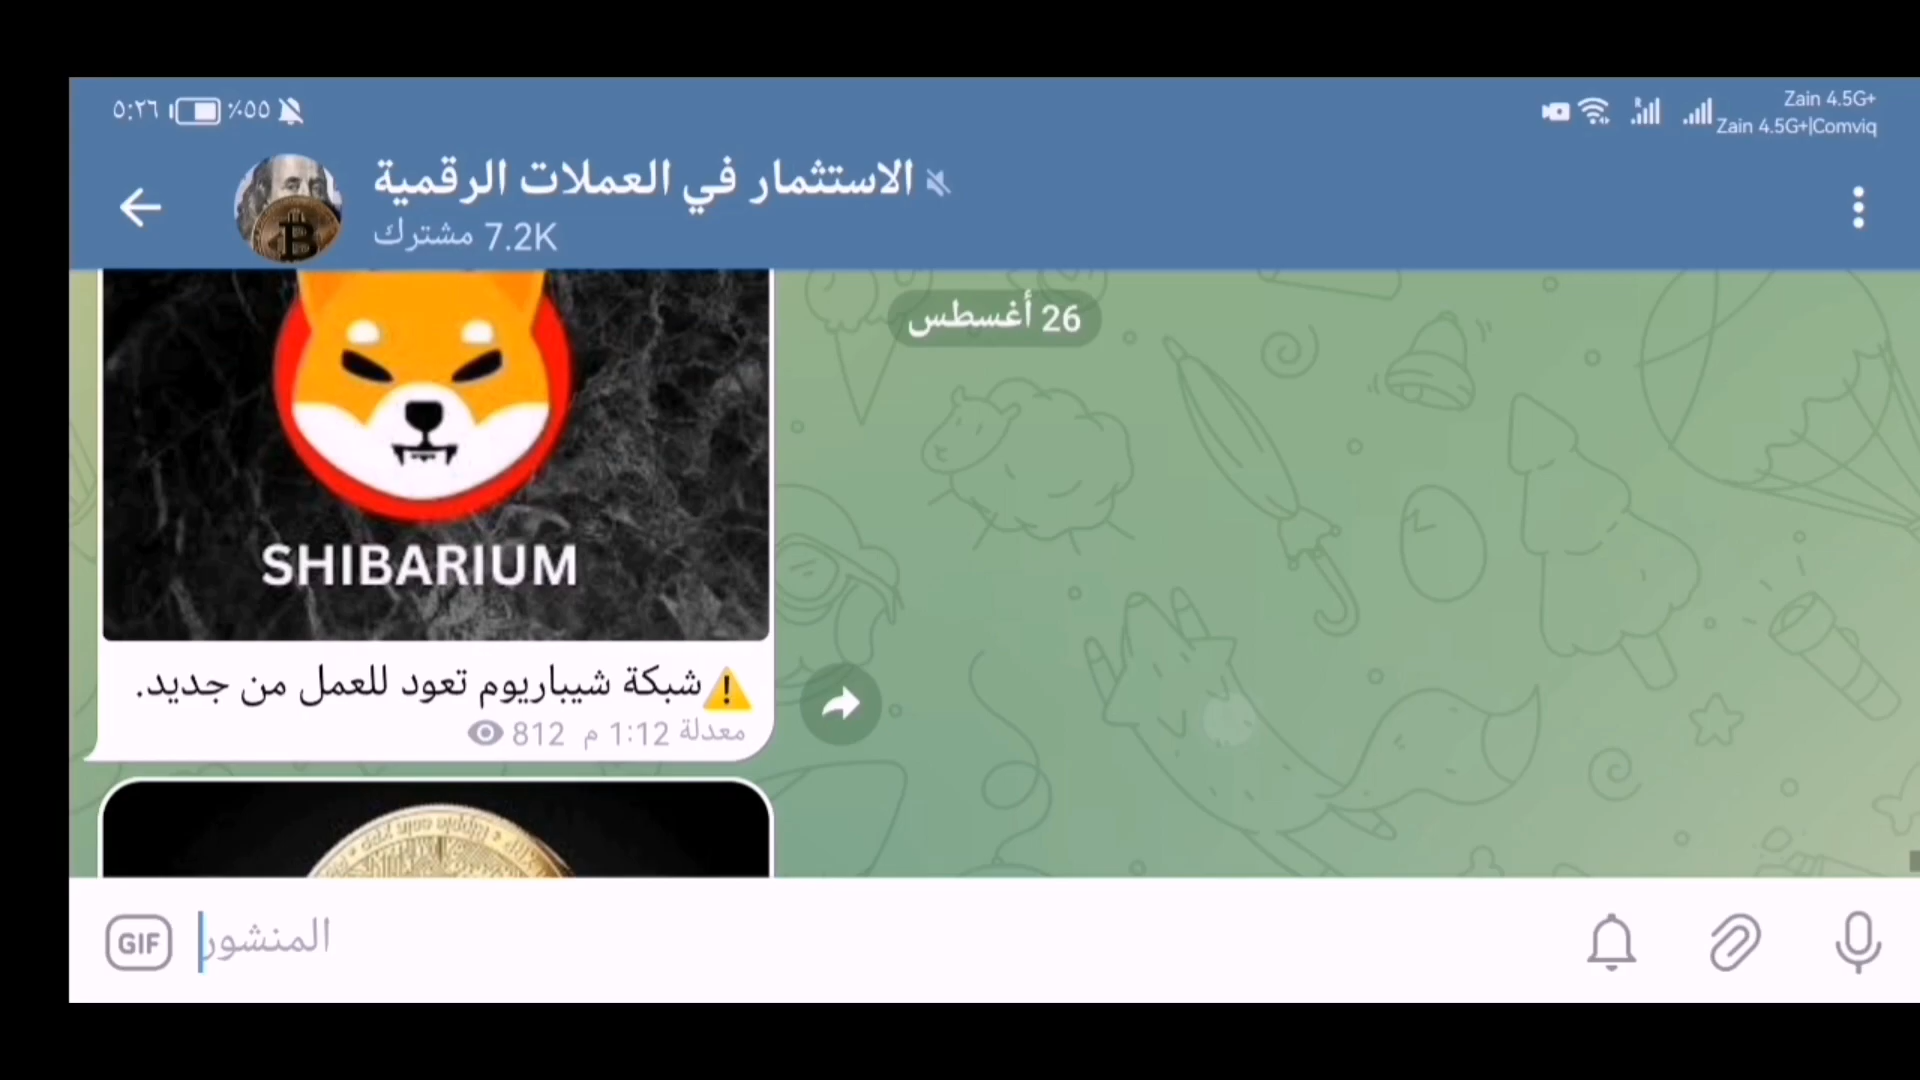 ٥:٢٦ ٪٥٥
Zain 4.5G+
Zain 4.5G+|Comviq
الاستثمار في العملات الرقمية
7.2K مشترك
26 أغسطس
SHIBARIUM
⚠️شبكة شيباريوم تعود للعمل من جديد.
معدلة 1:12 م 812
GIF
المنشور